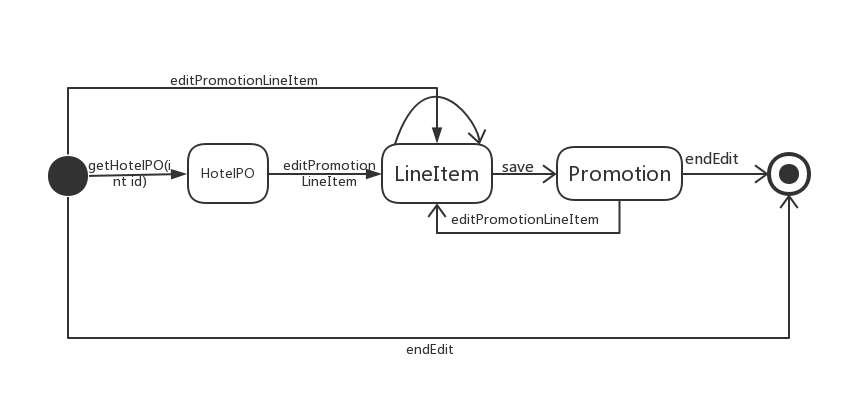 editPromotionLineItem
getHotelPO(i
nt id)
HotelPO
editPromotion
LineItem
LineItem
save
Promotion
endEdit
editPromotionLineItem
endEdit